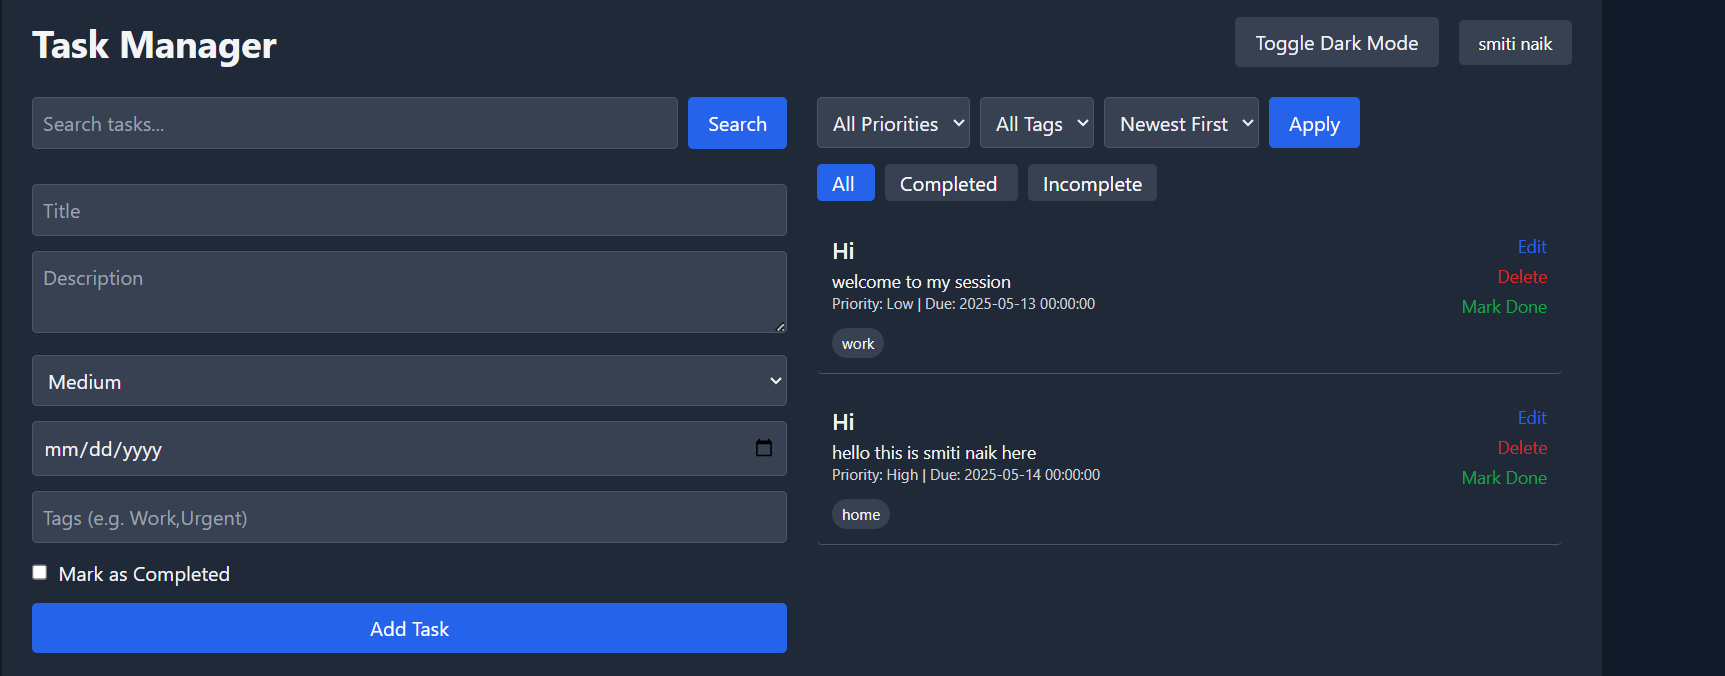 Task Manager
Toggle Dark Mode
smiti naik
Search tasks...
Search
Title
Description
Medium
mm/dd/yyyy
Tags (e.g. Work,Urgent)
Mark as Completed
Add Task
All Priorities
All Tags
Newest First
Apply
All
Completed
Incomplete
Hi
welcome to my session
Priority: Low | Due: 2025-05-13 00:00:00
work
Edit
Delete
Mark Done
Hi
hello this is smiti naik here
Priority: High | Due: 2025-05-14 00:00:00
home
Edit
Delete
Mark Done